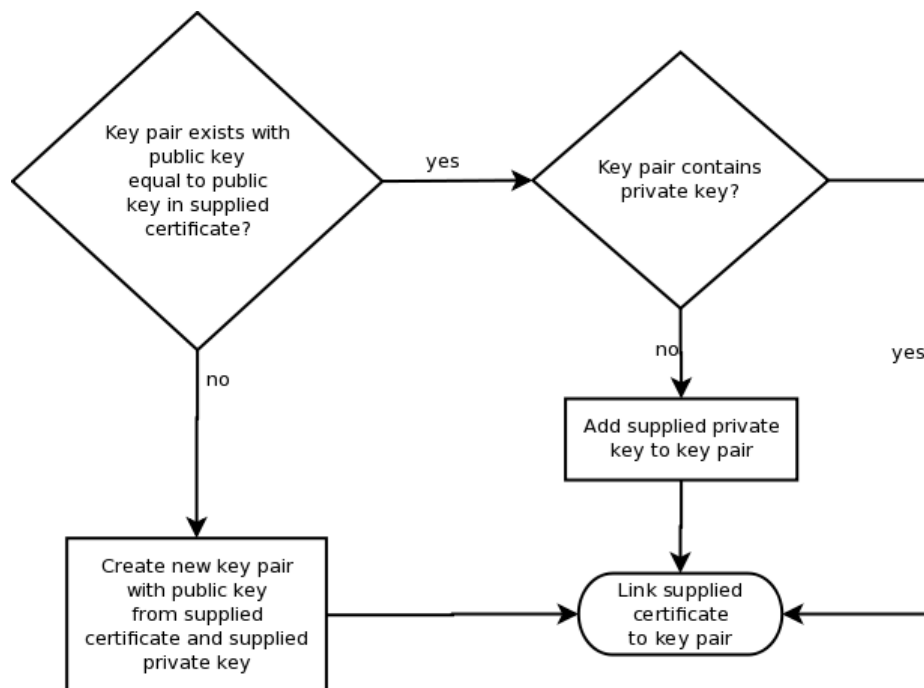 Key pair exists with
public key
equal to public
key in supplied
certificate?
yes
Key pair contains
private key?
no
no
yes
Add supplied private
key to key pair
Create new key pair
with public key
from supplied
certificate and supplied
private key
Link supplied
certificate
to key pair